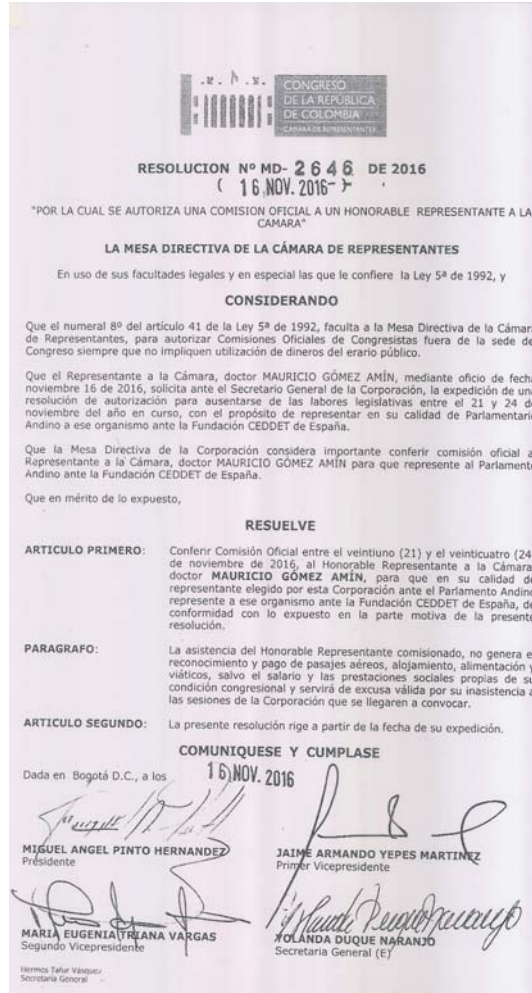 CONGRESO
DE LA REPÚBLICA
DE COLOMBIA
CÁMARA DE REPRESENTANTES
RESOLUCION Nº MD- 2646 DE 2016
( 16 NOV. 2016 )
"POR LA CUAL SE AUTORIZA UNA COMISION OFICIAL A UN HONORABLE REPRESENTANTE A LA
CAMARA"
LA MESA DIRECTIVA DE LA CÁMARA DE REPRESENTANTES
En uso de sus facultades legales y en especial las que le confiere la Ley 5ª de 1992, y
CONSIDERANDO
Que el numeral 8º del artículo 41 de la Ley 5ª de 1992, faculta a la Mesa Directiva de la Cámara
de Representantes, para autorizar Comisiones Oficiales de Congresistas fuera de la sede de
Congreso siempre que no impliquen utilización de dineros del erario público.
Que el Representante a la Cámara, doctor MAURICIO GÓMEZ AMÍN, mediante oficio de fecha
noviembre 16 de 2016, solicita ante el Secretario General de la Corporación, la expedición de una
resolución de autorización para ausentarse de las labores legislativas entre el 21 y 24 de
noviembre del año en curso, con el propósito de representar en su calidad de Parlamentario
Andino a ese organismo ante la Fundación CEDDET de España.
Que la Mesa Directiva de la Corporación considera importante conferir comisión oficial a
Representante a la Cámara, doctor MAURICIO GÓMEZ AMÍN para que represente al Parlamento
Andino ante la Fundación CEDDET de España.
Que en mérito de lo expuesto,
RESUELVE
ARTICULO PRIMERO: Conferir Comisión Oficial entre el veintiuno (21) y el veinticuatro (24
de noviembre de 2016, al Honorable Representante a la Cámara
doctor MAURICIO GÓMEZ AMÍN, para que en su calidad de
representante elegido por esta Corporación ante el Parlamento Andino
represente a ese organismo ante la Fundación CEDDET de España, de
conformidad con lo expuesto en la parte motiva de la presente
resolución.
PARAGRAFO: La asistencia del Honorable Representante comisionado, no genera e
reconocimiento y pago de pasajes aéreos, alojamiento, alimentación y
viáticos, salvo el salario y las prestaciones sociales propias de su
condición congresional y servirá de excusa válida por su inasistencia a
las sesiones de la Corporación que se llegaren a convocar.
ARTICULO SEGUNDO: La presente resolución rige a partir de la fecha de su expedición.
COMUNIQUESE Y CUMPLASE
Dada en Bogotá D.C., a los 16 NOV. 2016
MIGUEL ANGEL PINTO HERNANDEZ
Presidente
JAIME ARMANDO YEPES MARTINEZ
Primer Vicepresidente
MARIA EUGENIA TRIANA VARGAS
Segundo Vicepresidente
YOLANDA DUQUE NARANJO
Secretaria General (E)
Hermes Tafur Vásquez
Secretaría General